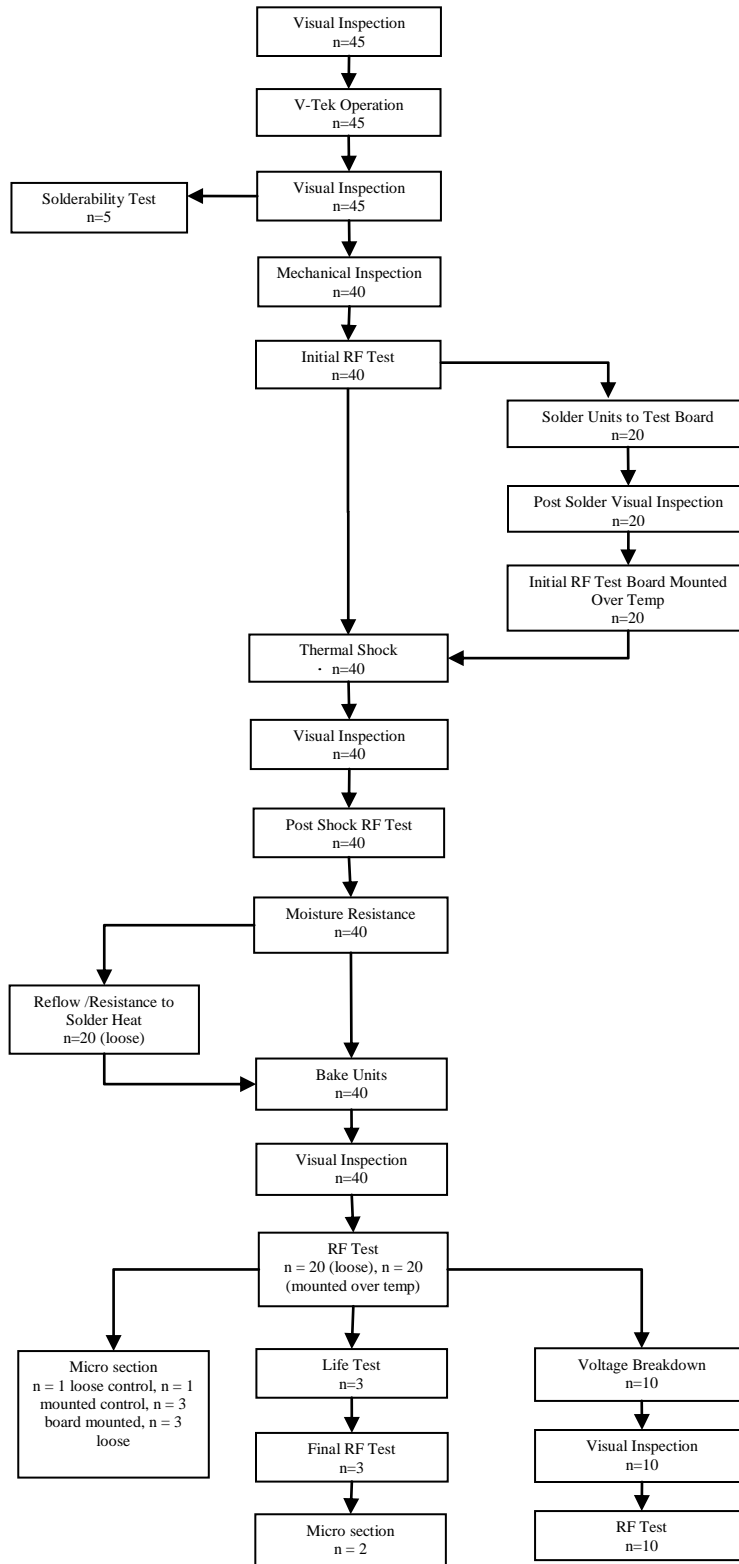 Visual Inspection
n=45
V-Tek Operation
n=45
Visual Inspection
n=45
Solderability Test
n=5
Mechanical Inspection
n=40
Initial RF Test
n=40
Solder Units to Test Board
n=20
Post Solder Visual Inspection
n=20
Initial RF Test Board Mounted
Over Temp
n=20
Thermal Shock
· n=40
Visual Inspection
n=40
Post Shock RF Test
n=40
Moisture Resistance
n=40
Reflow /Resistance to
Solder Heat
n=20 (loose)
Bake Units
n=40
Visual Inspection
n=40
RF Test
n = 20 (loose), n = 20
(mounted over temp)
Micro section
n = 1 loose control, n = 1
mounted control, n = 3
board mounted, n = 3
loose
Life Test
n=3
Final RF Test
n=3
Micro section
n = 2
Voltage Breakdown
n=10
Visual Inspection
n=10
RF Test
n=10